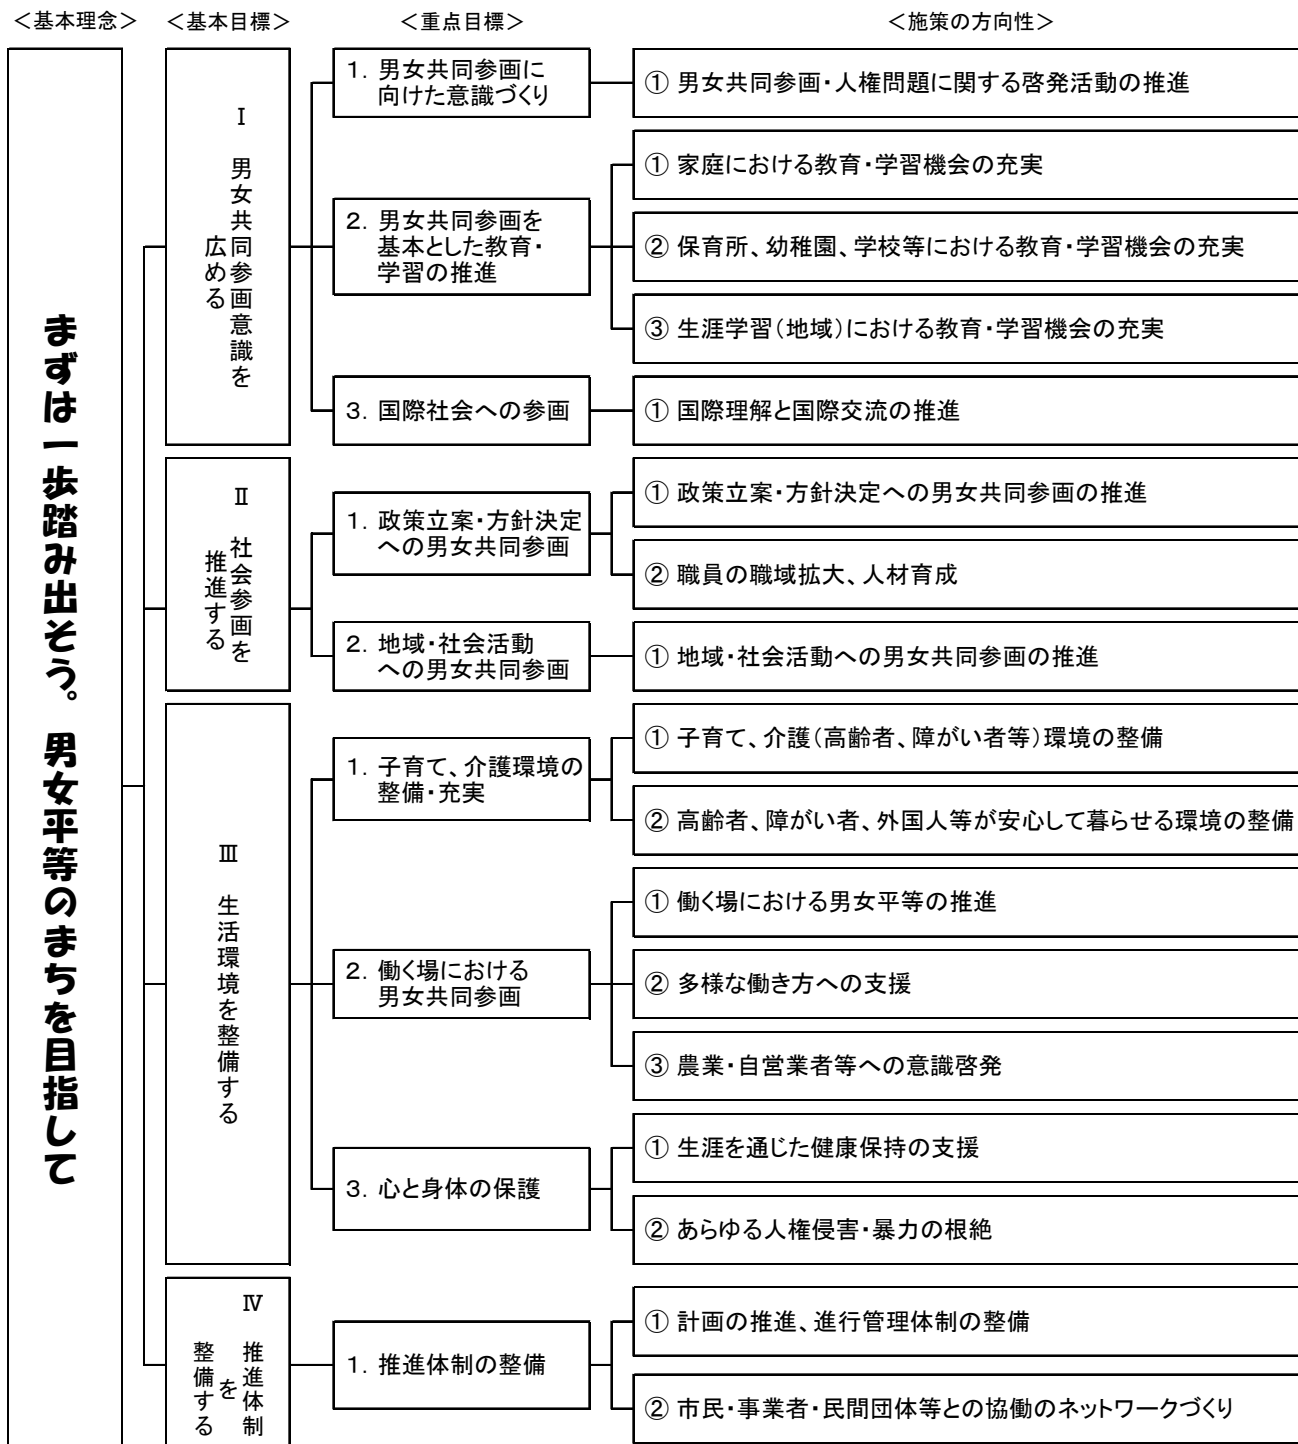 ＜基本理念＞ ＜基本目標＞ ＜重点目標＞ ＜施策の方向性＞
まずは一歩踏み出そう。 男女平等のまちを目指して
Ⅰ 男女共同参画意識を
広める
1．男女共同参画に
向けた意識づくり
① 男女共同参画・人権問題に関する啓発活動の推進
2．男女共同参画を
基本とした教育・
学習の推進
① 家庭における教育・学習機会の充実
② 保育所、幼稚園、学校等における教育・学習機会の充実
③ 生涯学習（地域）における教育・学習機会の充実
3．国際社会への参画
① 国際理解と国際交流の推進
Ⅱ 社会参画を
推進する
1．政策立案・方針決定
への男女共同参画
① 政策立案・方針決定への男女共同参画の推進
② 職員の職域拡大、人材育成
2．地域・社会活動
への男女共同参画
① 地域・社会活動への男女共同参画の推進
Ⅲ 生活環境を整備する
1．子育て、介護環境の
整備・充実
① 子育て、介護（高齢者、障がい者等）環境の整備
② 高齢者、障がい者、外国人等が安心して暮らせる環境の整備
2．働く場における
男女共同参画
① 働く場における男女平等の推進
② 多様な働き方への支援
③ 農業・自営業者等への意識啓発
3．心と身体の保護
① 生涯を通じた健康保持の支援
② あらゆる人権侵害・暴力の根絶
Ⅳ 推進体制
を
整備する
1．推進体制の整備
① 計画の推進、進行管理体制の整備
② 市民・事業者・民間団体等との協働のネットワークづくり